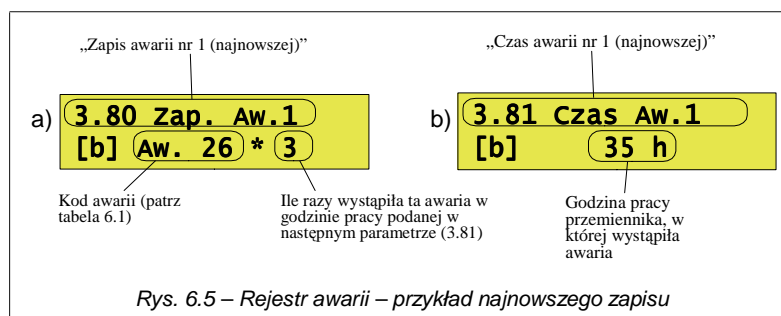 „Zapis awarii nr 1 (najnowszej)”
„Czas awarii nr 1 (najnowszej)”
a)
3.80 Zap. Aw.1
[b] Aw. 26 * 3
b)
3.81 Czas Aw.1
[b] 35 h
Kod awarii (patrz
tabela 6.1)
Ile razy wystąpiła ta awaria w
godzinie pracy podanej w
następnym parametrze (3.81)
Godzina pracy
przemiennika, w
której wystąpiła
awaria
Rys. 6.5 – Rejestr awarii – przykład najnowszego zapisu